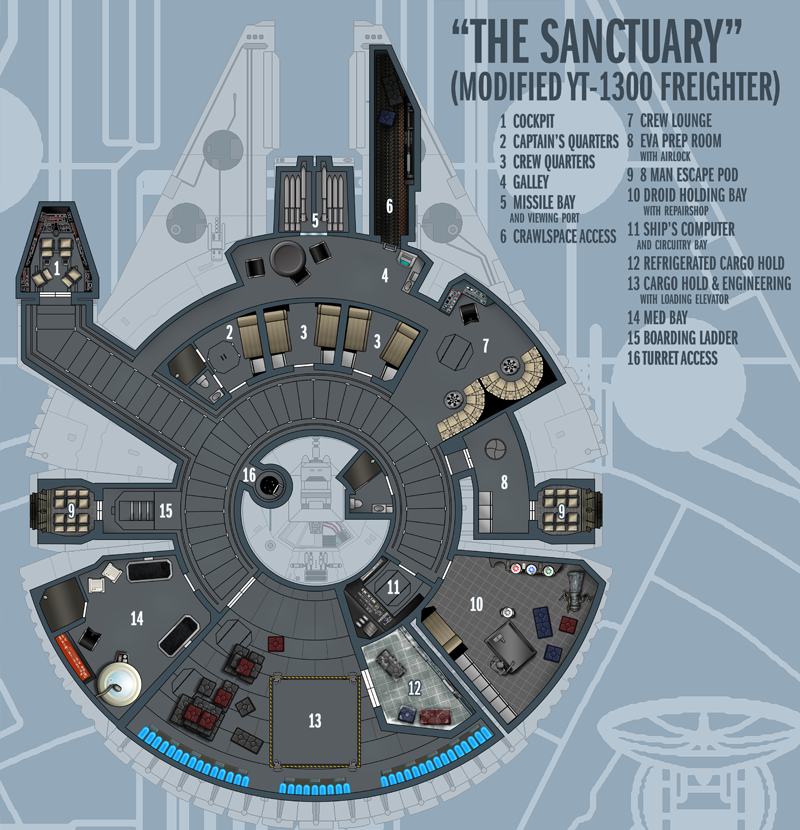 “THE SANCTUARY”
(MODIFIED YT-1300 FREIGHTER)
1 COCKPIT
2 CAPTAIN'S QUARTERS
3 CREW QUARTERS
4 GALLEY
5 MISSILE BAY
AND VIEWING PORT
6 CRAWLSPACE ACCESS
7 CREW LOUNGE
8 EVA PREP ROOM
WITH AIRLOCK
9 8 MAN ESCAPE POD
10 DROID HOLDING BAY
WITH REPAIRSHOP
11 SHIP'S COMPUTER
AND CIRCUITRY BAY
12 REFRIGERATED CARGO HOLD
13 CARGO HOLD & ENGINEERING
WITH LOADING ELEVATOR
14 MED BAY
15 BOARDING LADDER
16 TURRET ACCESS
6
5
1
4
2
3
3
7
16
8
9
15
9
11
10
14
12
13